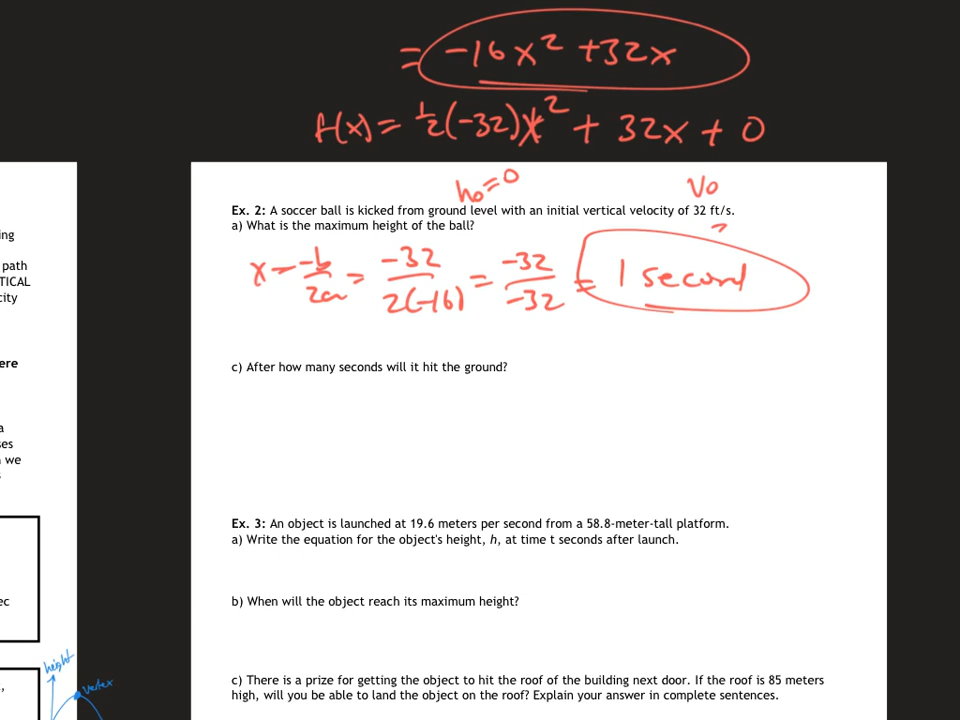 = -16x² + 32x
f(x) = ½(-32)x² + 32x + 0
h₀ = 0
V₀
Ex. 2: A soccer ball is kicked from ground level with an initial vertical velocity of 32 ft/s.
a) What is the maximum height of the ball?
x = -b/2a = -32/2(-16) = -32/-32 = 1 second
c) After how many seconds will it hit the ground?
Ex. 3: An object is launched at 19.6 meters per second from a 58.8-meter-tall platform.
a) Write the equation for the object's height, h, at time t seconds after launch.
b) When will the object reach its maximum height?
c) There is a prize for getting the object to hit the roof of the building next door. If the roof is 85 meters
high, will you be able to land the object on the roof? Explain your answer in complete sentences.
path
TICAL
we
height
vertex